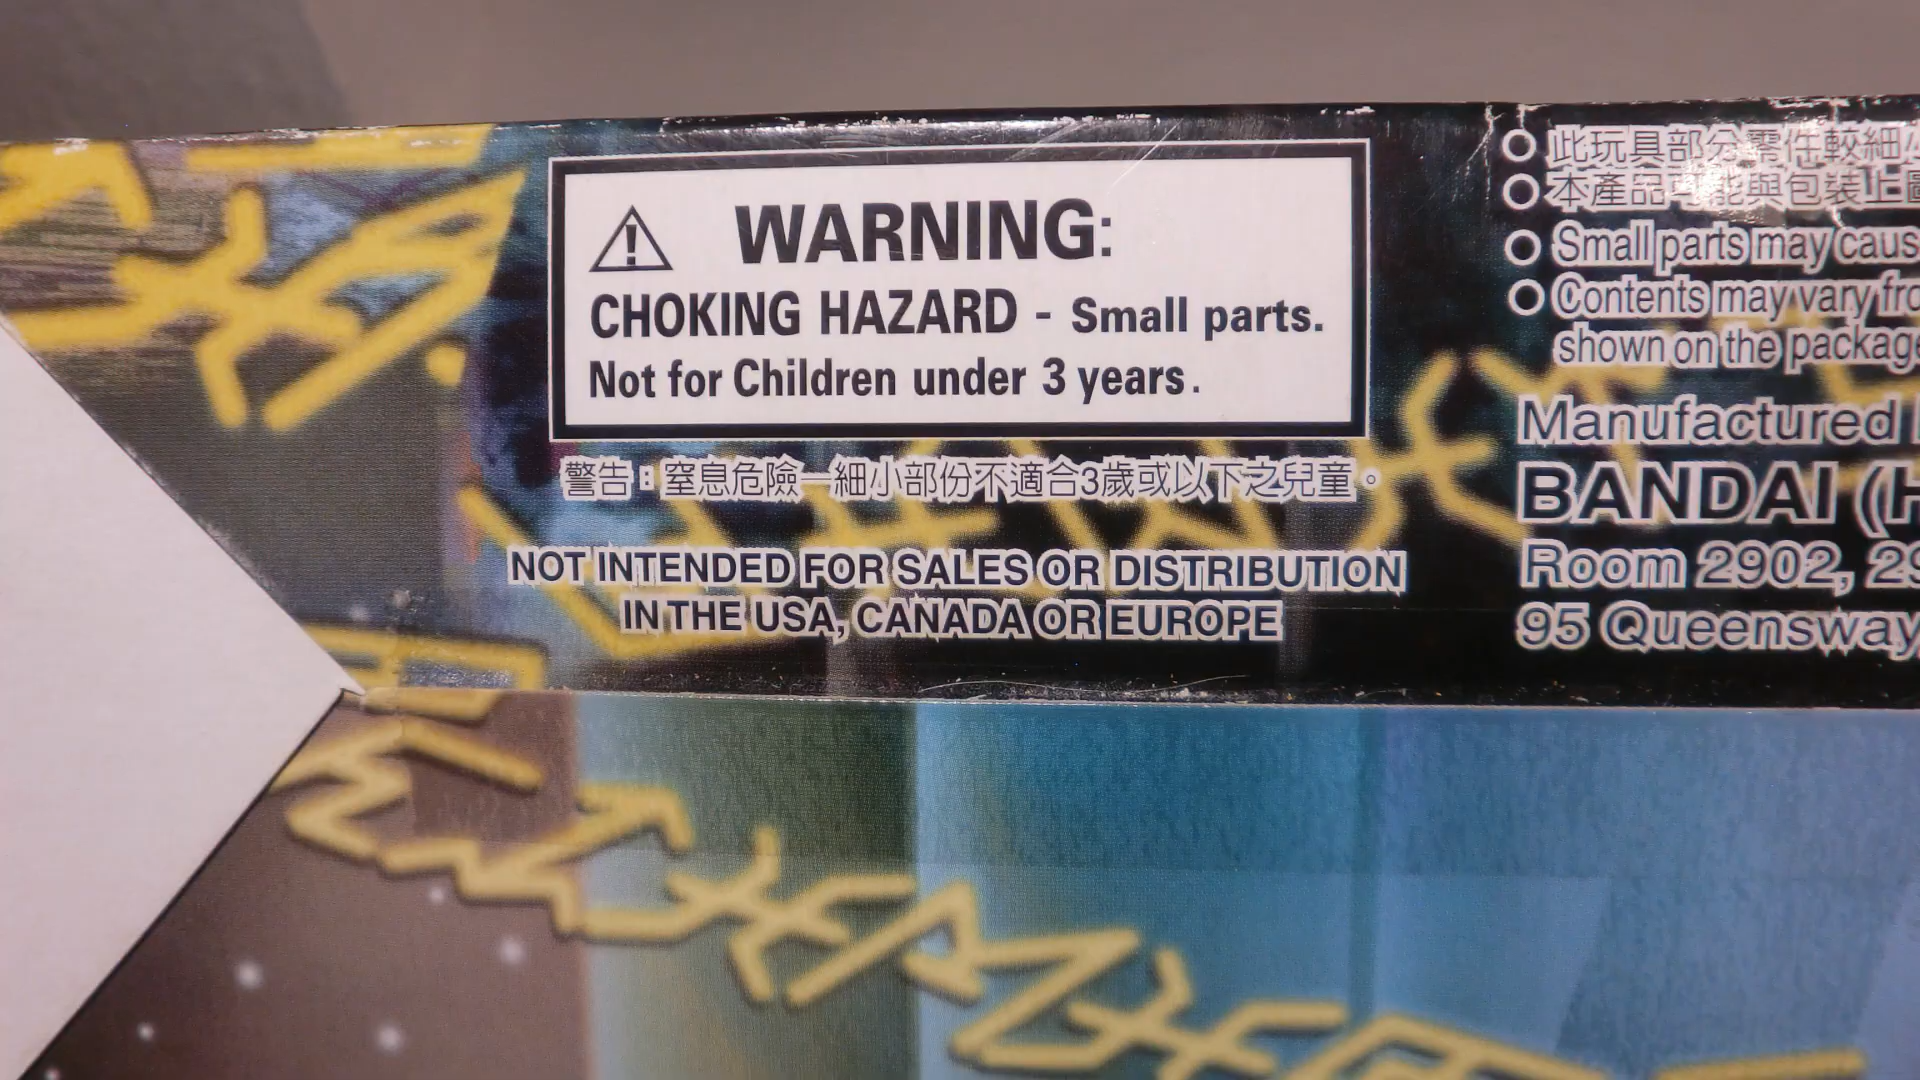 WARNING:
CHOKING HAZARD - Small parts.
Not for Children under 3 years.
警告：窒息危險—細小部份不適合3歲或以下之兒童。
NOT INTENDED FOR SALES OR DISTRIBUTION
IN THE USA, CANADA OR EUROPE
此玩具部分零件較細
本產品可能與包裝上圖
Small parts may caus
Contents may vary fro
shown on the packag
Manufactured
BANDAI (H
Room 2902, 29
95 Queensway